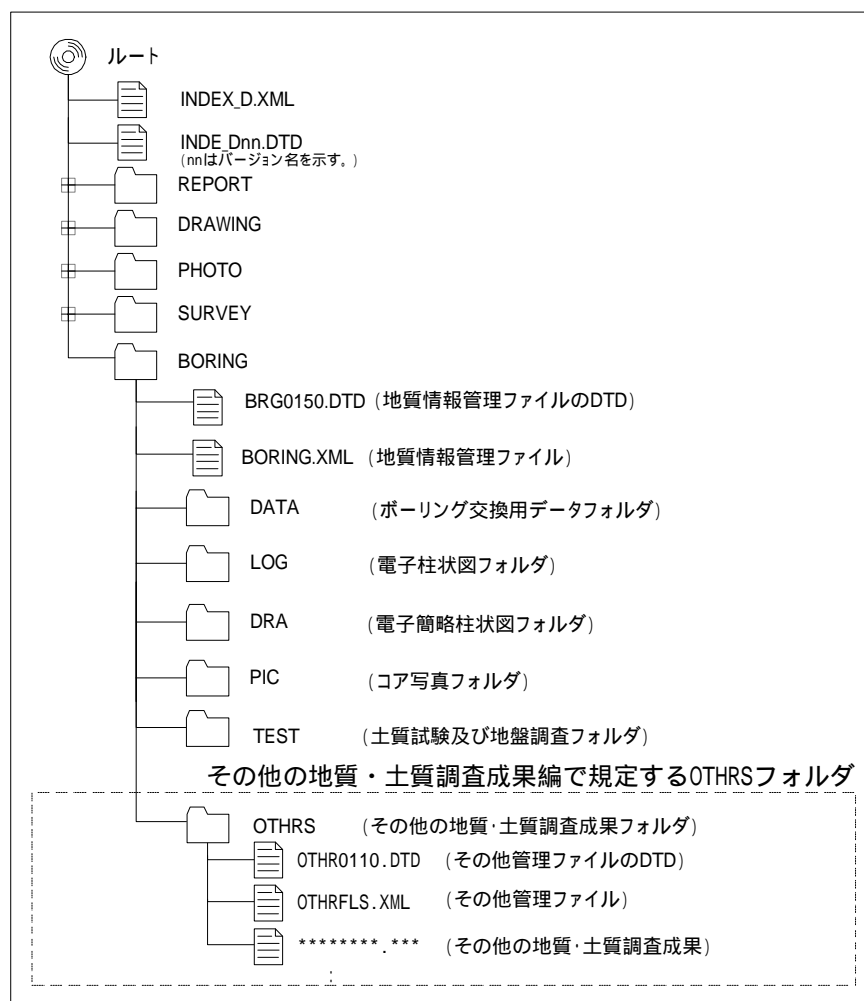 ルート
INDEX_D.XML
INDE_Dnn.DTD
(nnはバージョン名を示す。)
REPORT
DRAWING
PHOTO
SURVEY
BORING
BRG0150.DTD (地質情報管理ファイルのDTD)
BORING.XML (地質情報管理ファイル)
DATA (ボーリング交換用データフォルダ)
LOG (電子柱状図フォルダ)
DRA (電子簡略柱状図フォルダ)
PIC (コア写真フォルダ)
TEST (土質試験及び地盤調査フォルダ)
その他の地質・土質調査成果編で規定するOTHRSフォルダ
OTHRS (その他の地質・土質調査成果フォルダ)
OTHR0110.DTD (その他管理ファイルのDTD)
OTHRFLS.XML (その他管理ファイル)
********.*** (その他の地質・土質調査成果)
: